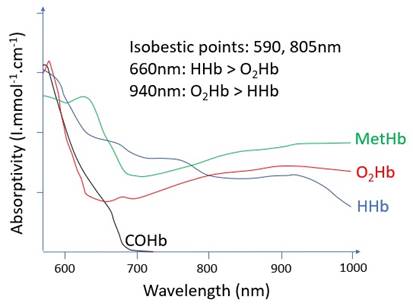 Isobestic points: 590, 805nm
660nm: HHb > O₂Hb
940nm: O₂Hb > HHb
Absorptivity (l.mmol⁻¹.cm⁻¹)
MetHb
O₂Hb
HHb
COHb
600 700 800 900 1000
Wavelength (nm)